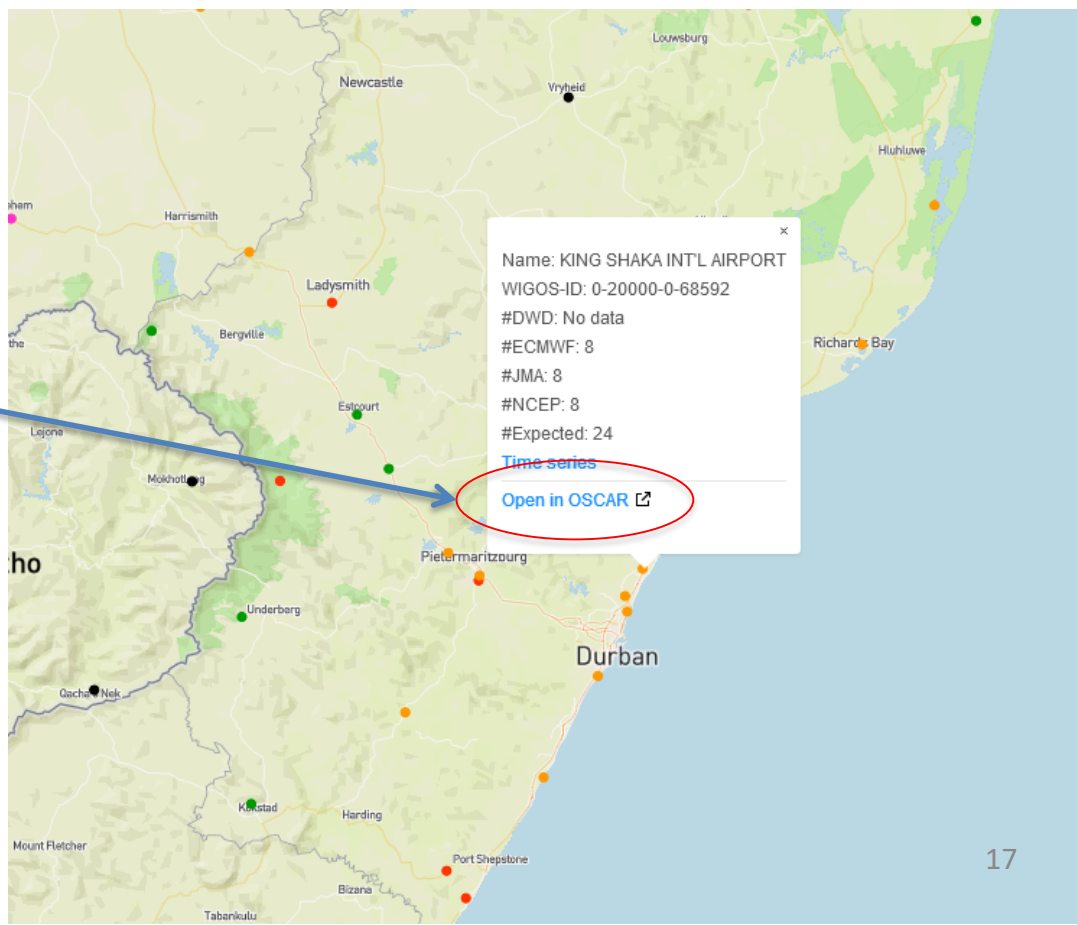 Louwsburg
Newcastle
Vryheid
Hluhluwe
Harrismith
Name: KING SHAKA INT'L AIRPORT
WIGOS-ID: 0-20000-0-68592
#DWD: No data
#ECMWF: 8
#JMA: 8
#NCEP: 8
#Expected: 24
Time series
Open in OSCAR
Ladysmith
Bergville
the
Richards Bay
Estcourt
Lejone
Mokhotlong
Pietermaritzburg
ho
Underberg
Durban
Qacha's Nek
Kokstad
Harding
Mount Fletcher
Port Shepstone
17
Bizana
Tabankulu